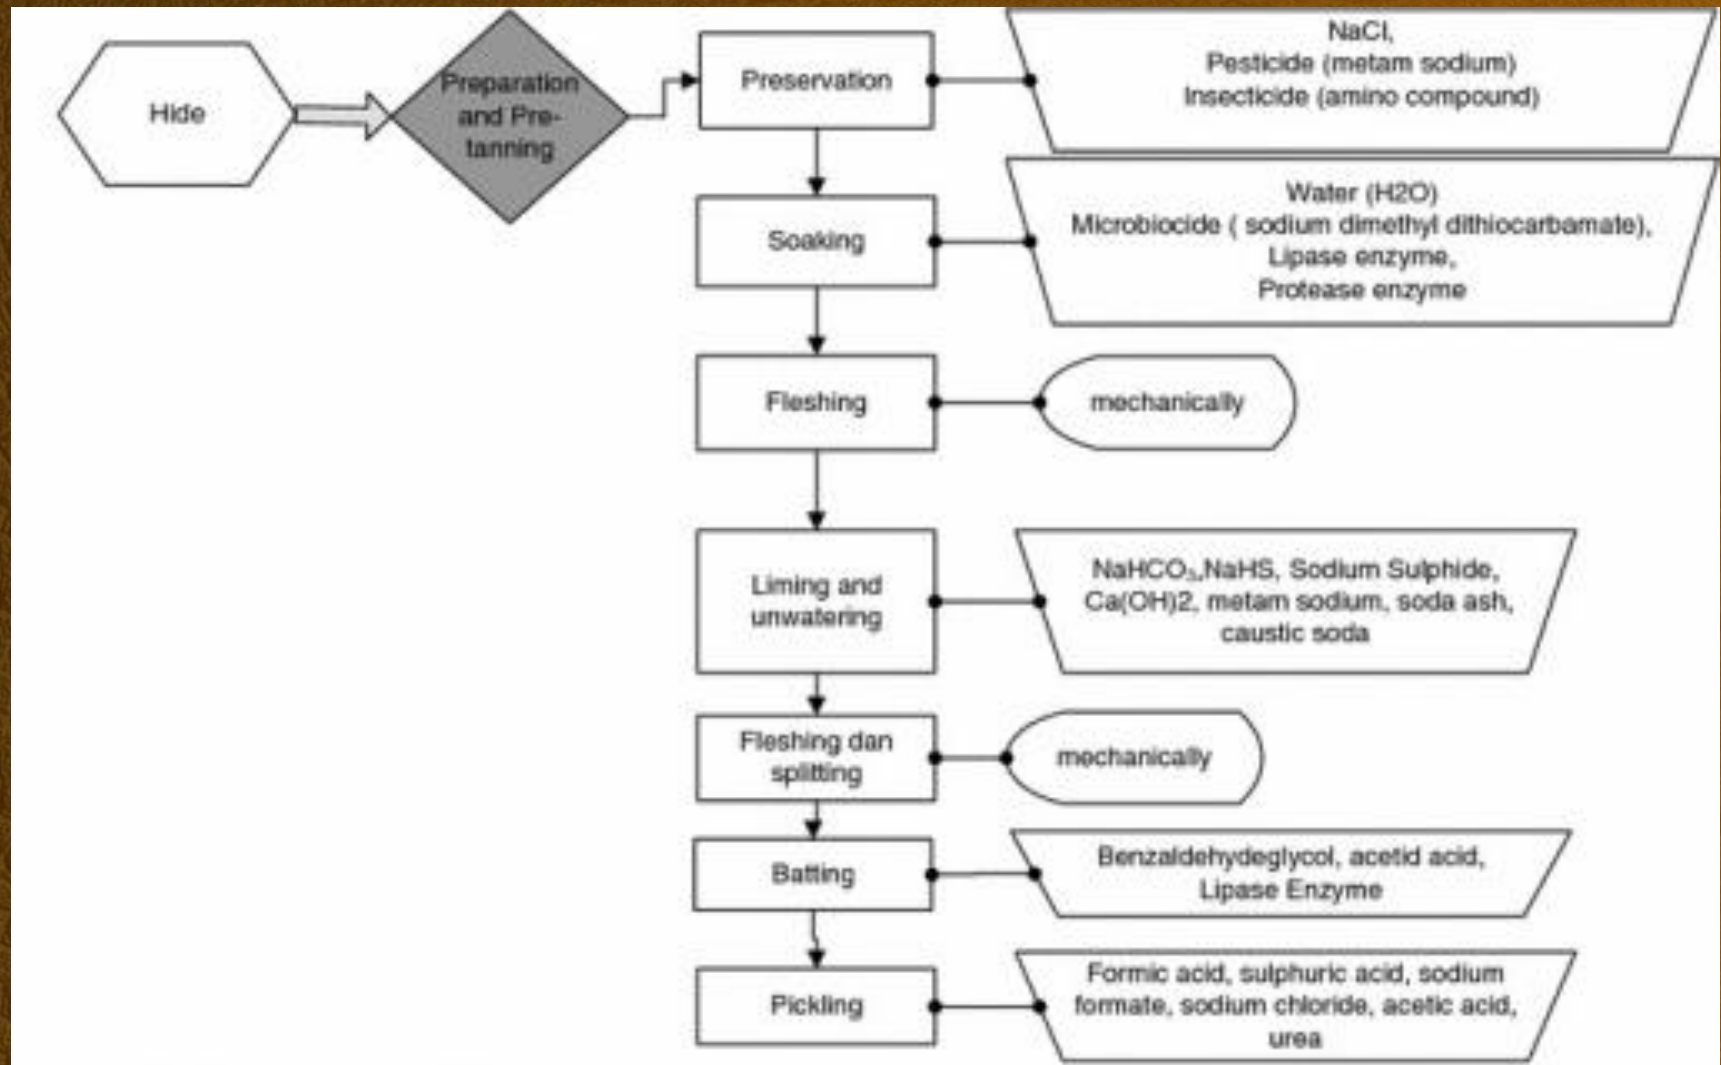 Hide
Preparation
and Pre-
tanning
Preservation
NaCl,
Pesticide (metam sodium)
Insecticide (amino compound)
Soaking
Water (H2O)
Microbiocide ( sodium dimethyl dithiocarbamate),
Lipase enzyme,
Protease enzyme
Fleshing
mechanically
Liming and
unwatering
NaHCO₃,NaHS, Sodium Sulphide,
Ca(OH)2, metam sodium, soda ash,
caustic soda
Fleshing dan
splitting
mechanically
Batting
Benzaldehydeglycol, acetid acid,
Lipase Enzyme
Pickling
Formic acid, sulphuric acid, sodium
formate, sodium chloride, acetic acid,
urea